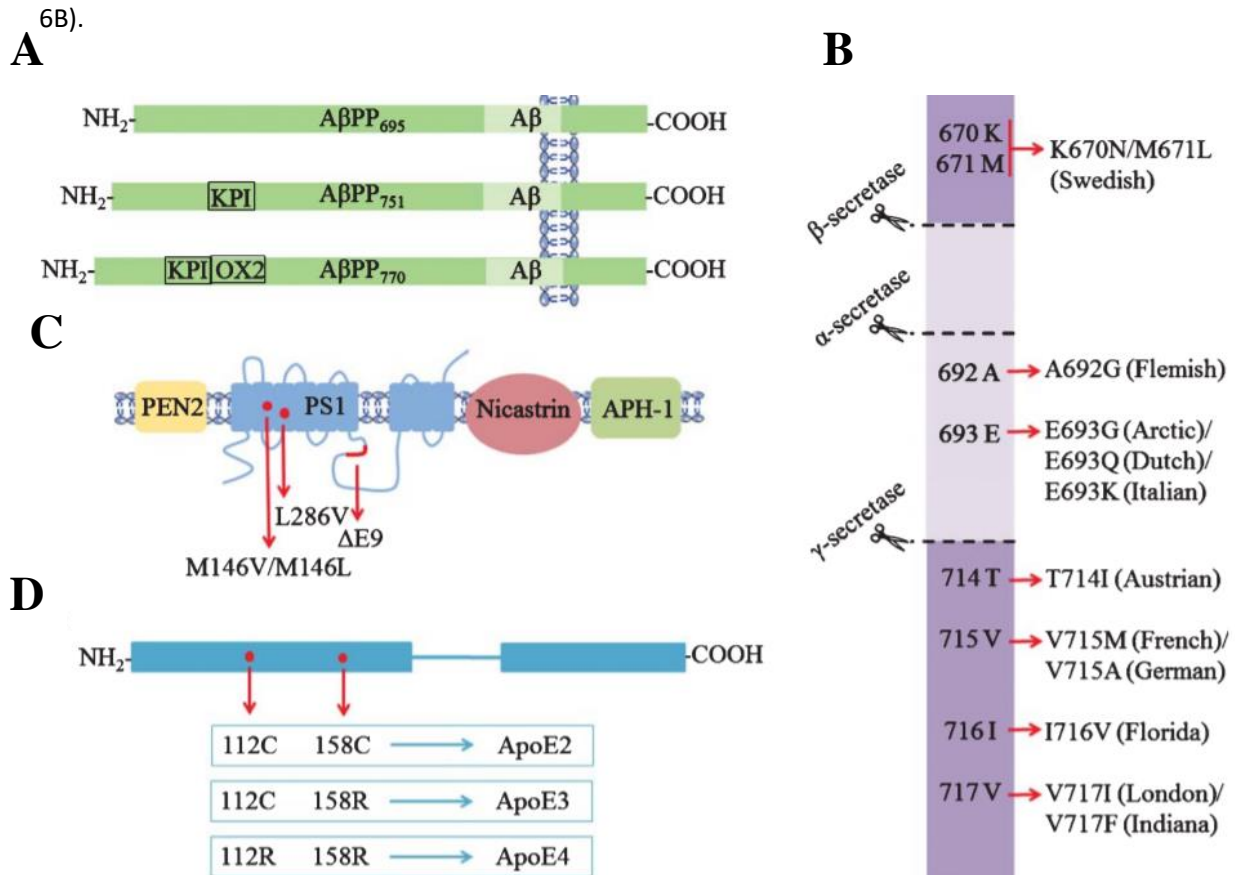 6B).
A
NH₂- AβPP₆₉₅ Aβ -COOH
NH₂- KPI AβPP₇₅₁ Aβ -COOH
NH₂- KPI OX2 AβPP₇₇₀ Aβ -COOH
B
670 K
671 M
K670N/M671L
(Swedish)
β-secretase
α-secretase
692 A
A692G (Flemish)
693 E
E693G (Arctic)/
E693Q (Dutch)/
E693K (Italian)
γ-secretase
714 T
T714I (Austrian)
715 V
V715M (French)/
V715A (German)
716 I
I716V (Florida)
717 V
V717I (London)/
V717F (Indiana)
C
PEN2 PS1 Nicastrin APH-1
L286V
ΔE9
M146V/M146L
D
NH₂- -COOH
112C 158C ApoE2
112C 158R ApoE3
112R 158R ApoE4